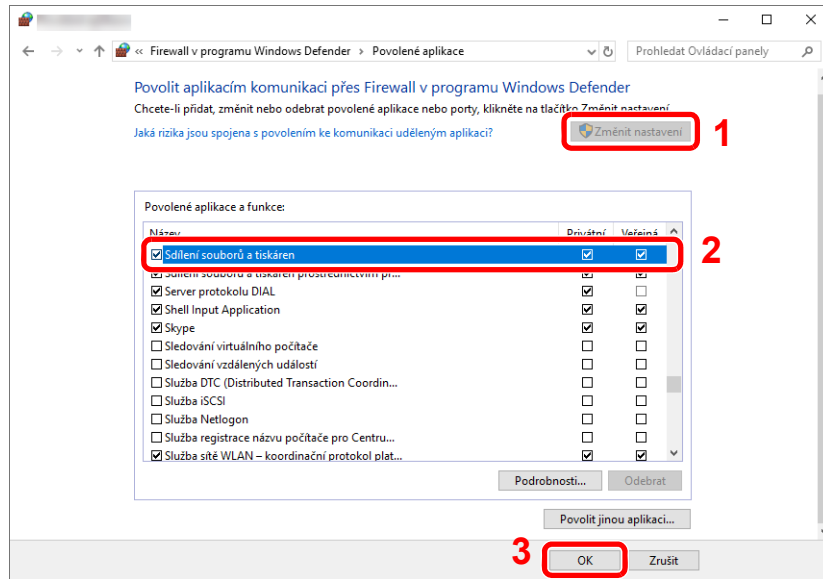 « Firewall v programu Windows Defender > Povolené aplikace
Prohledat Ovládací panely
Povolit aplikacím komunikaci přes Firewall v programu Windows Defender
Chcete-li přidat, změnit nebo odebrat povolené aplikace nebo porty, klikněte na tlačítko Změnit nastavení.
Jaká rizika jsou spojena s povolením ke komunikaci uděleným aplikaci?
Změnit nastavení
1
Povolené aplikace a funkce:
Název Privátní Veřejná
Sdílení souborů a tiskáren
2
Sdílení souborů a tiskáren prostřednictvím pr...
Server protokolu DIAL
Shell Input Application
Skype
Sledování virtuálního počítače
Sledování vzdálených událostí
Služba DTC (Distributed Transaction Coordin...
Služba iSCSI
Služba Netlogon
Služba registrace názvu počítače pro Centru...
Služba sítě WLAN – koordinační protokol plat...
Podrobnosti... Odebrat
Povolit jinou aplikaci...
3
OK Zrušit